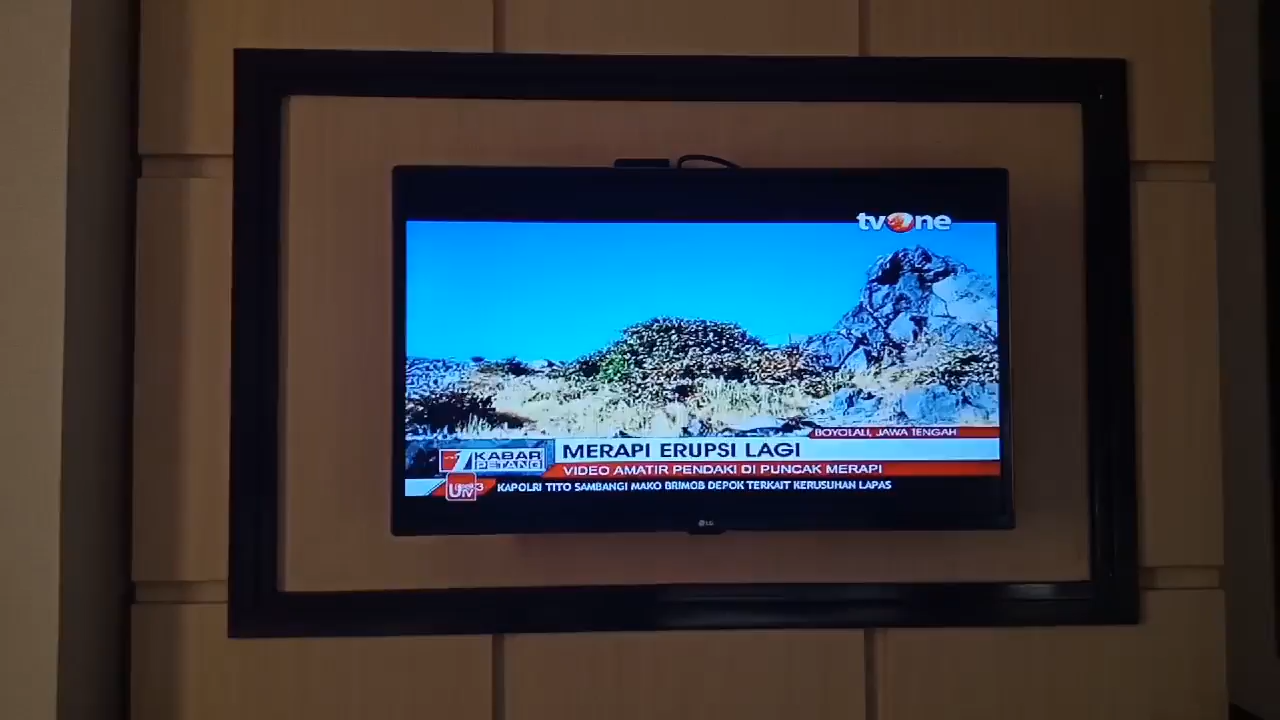 tvOne
BOYOLALI, JAWA TENGAH
KABAR
PETANG
MERAPI ERUPSI LAGI
VIDEO AMATIR PENDAKI DI PUNCAK MERAPI
KAPOLRI TITO SAMBANGI MAKO BRIMOB DEPOK TERKAIT KERUSUHAN LAPAS
LG